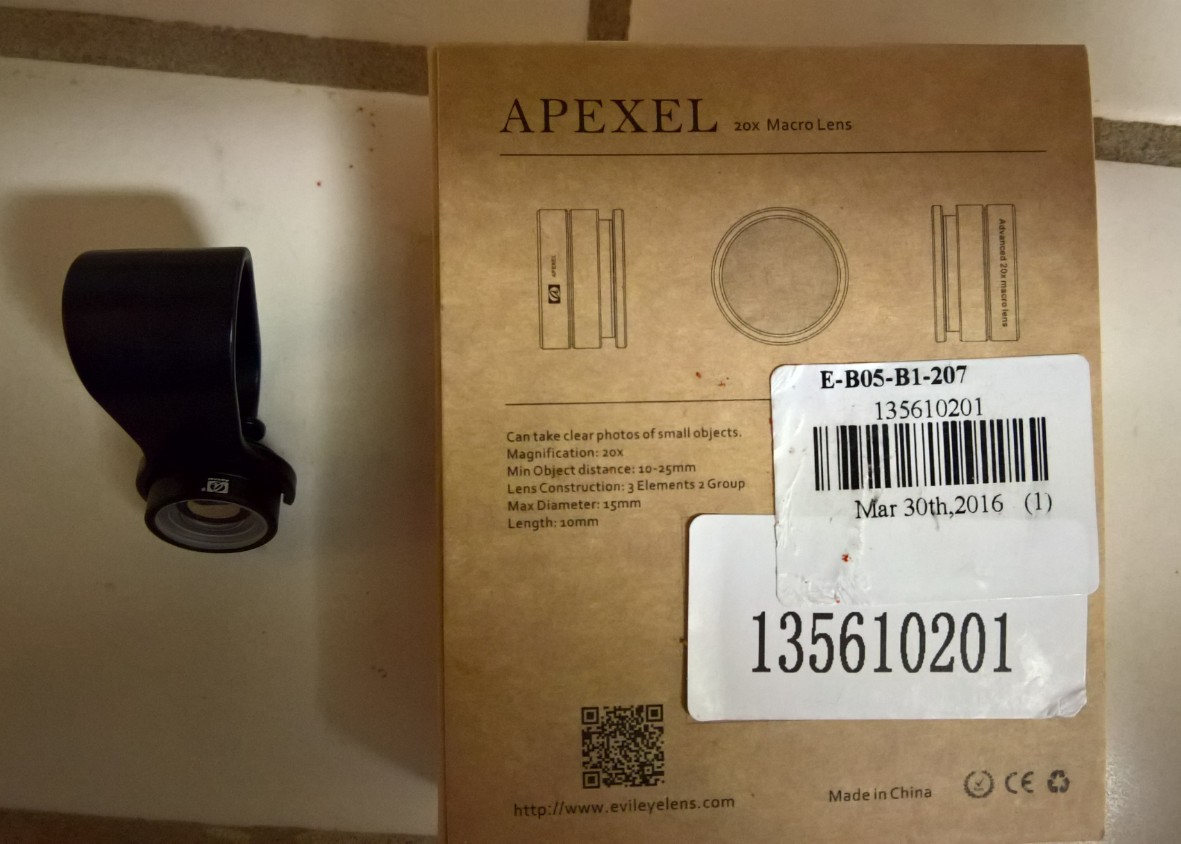 APEXEL 20x Macro Lens
APEXEL
Advanced 20x macro lens
E-B05-B1-207
135610201
Mar 30th,2016 (1)
Can take clear photos of small objects.
Magnification: 20x
Min Object distance: 10-25mm
Lens Construction: 3 Elements 2 Group
Max Diameter: 15mm
Length: 10mm
135610201
http://www.evileyelens.com
Made in China
CE